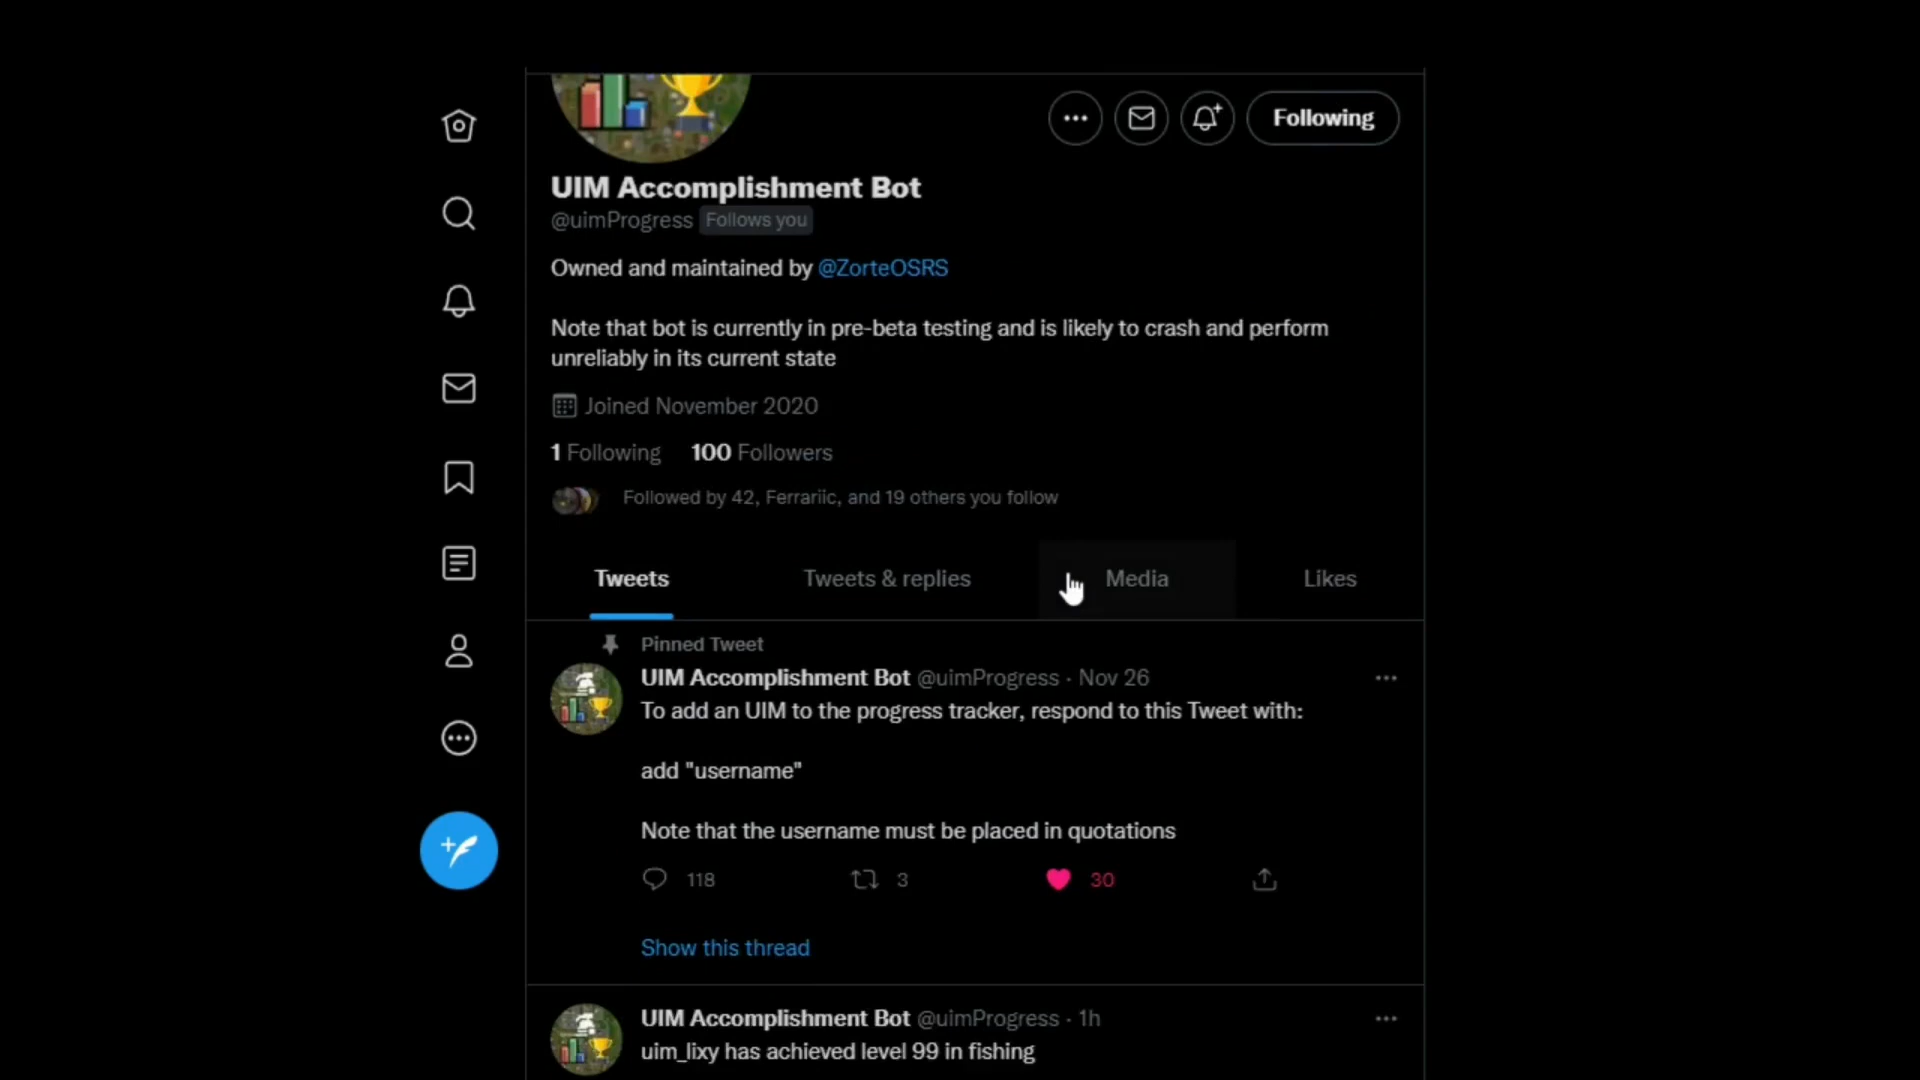 Following
UIM Accomplishment Bot
@uimProgress Follows you
Owned and maintained by @ZorteOSRS
Note that bot is currently in pre-beta testing and is likely to crash and perform
unreliably in its current state
Joined November 2020
1 Following 100 Followers
Followed by 42, Ferrariic, and 19 others you follow
Tweets Tweets & replies Media Likes
Pinned Tweet
UIM Accomplishment Bot @uimProgress · Nov 26
To add an UIM to the progress tracker, respond to this Tweet with:
add "username"
Note that the username must be placed in quotations
118 3 30
Show this thread
UIM Accomplishment Bot @uimProgress · 1h
uim_lixy has achieved level 99 in fishing